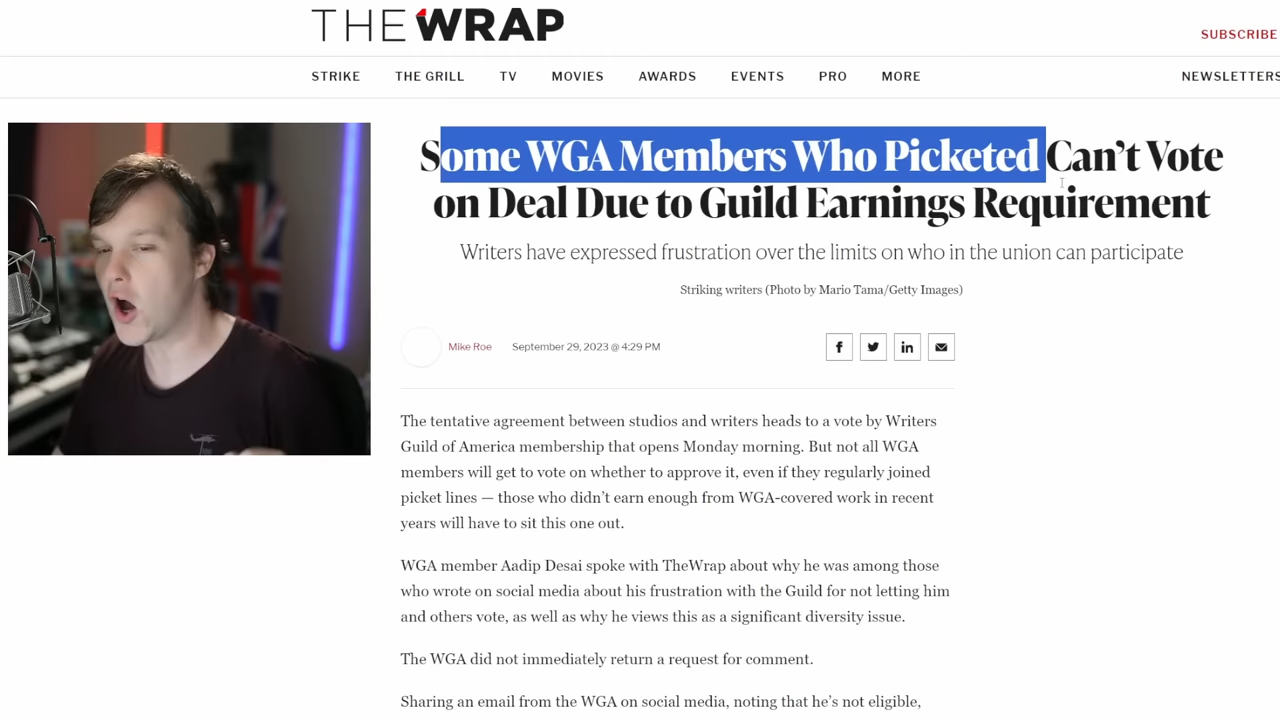 THE WRAP
SUBSCRIBE
STRIKE THE GRILL TV MOVIES AWARDS EVENTS PRO MORE NEWSLETTERS
Some WGA Members Who Picketed Can't Vote
on Deal Due to Guild Earnings Requirement
Writers have expressed frustration over the limits on who in the union can participate
Striking writers (Photo by Mario Tama/Getty Images)
Mike Roe September 29, 2023 @ 4:29 PM
The tentative agreement between studios and writers heads to a vote by Writers
Guild of America membership that opens Monday morning. But not all WGA
members will get to vote on whether to approve it, even if they regularly joined
picket lines — those who didn't earn enough from WGA-covered work in recent
years will have to sit this one out.
WGA member Aadip Desai spoke with TheWrap about why he was among those
who wrote on social media about his frustration with the Guild for not letting him
and others vote, as well as why he views this as a significant diversity issue.
The WGA did not immediately return a request for comment.
Sharing an email from the WGA on social media, noting that he's not eligible,